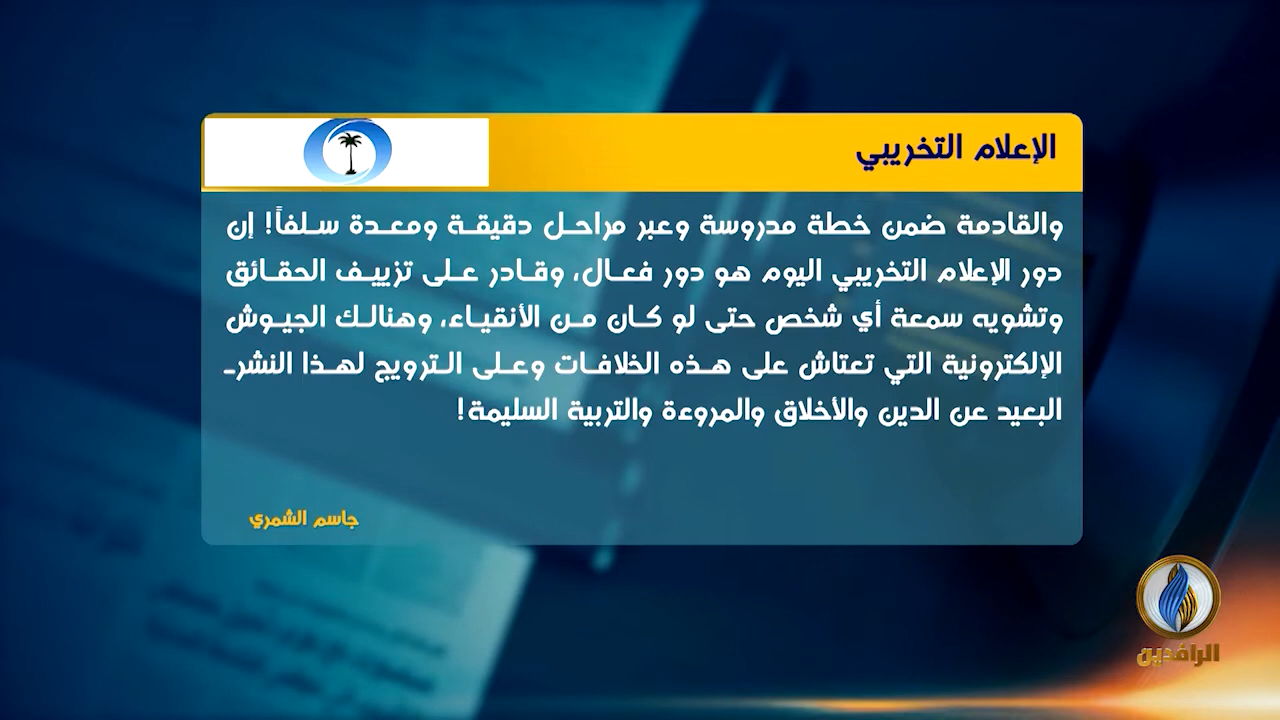 الإعلام التخريبي
والقادمة ضمن خطة مدروسة وعبر مراحل دقيقة ومعدة سلفاً! إن
دور الإعلام التخريبي اليوم هو دور فعال، وقادر على تزييف الحقائق
وتشويه سمعة أي شخص حتى لو كان من الأنقياء، وهنالك الجيوش
الإلكترونية التي تعتاش على هذه الخلافات وعلى الترويج لهذا النشر
البعيد عن الدين والأخلاق والمروءة والتربية السليمة!
جاسم الشمري
الرافدين